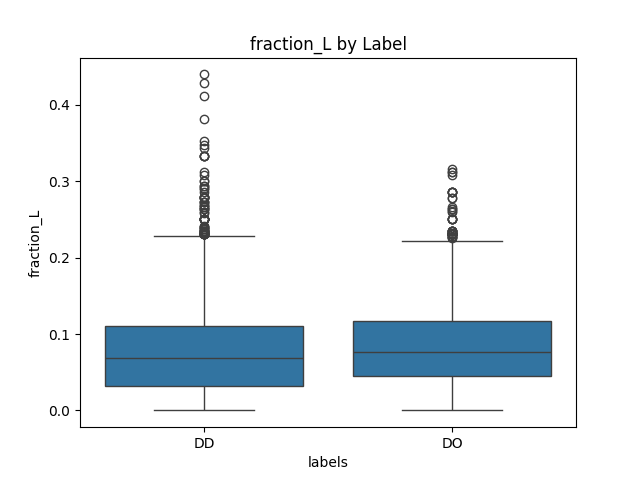 fraction_L by Label
fraction_L
0.4
0.3
0.2
0.1
0.0
DD
DO
labels